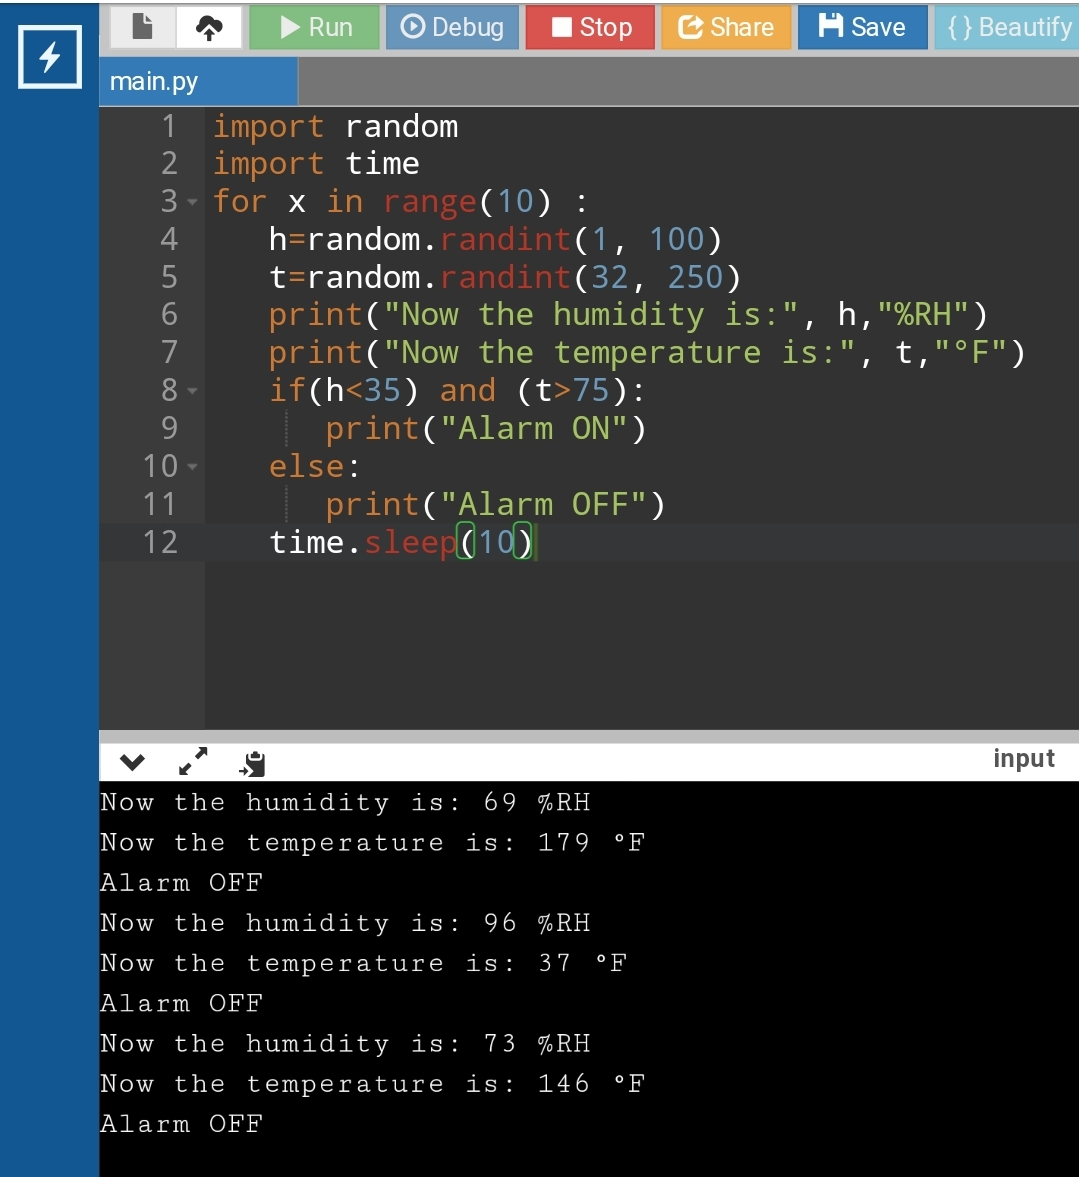 Run Debug Stop Share Save { } Beautify
main.py
1 import random
2 import time
3 for x in range(10) :
4    h=random.randint(1, 100)
5    t=random.randint(32, 250)
6    print("Now the humidity is:", h,"%RH")
7    print("Now the temperature is:", t,"°F")
8    if(h<35) and (t>75):
9       print("Alarm ON")
10    else:
11       print("Alarm OFF")
12    time.sleep(10)
input
Now the humidity is: 69 %RH
Now the temperature is: 179 °F
Alarm OFF
Now the humidity is: 96 %RH
Now the temperature is: 37 °F
Alarm OFF
Now the humidity is: 73 %RH
Now the temperature is: 146 °F
Alarm OFF